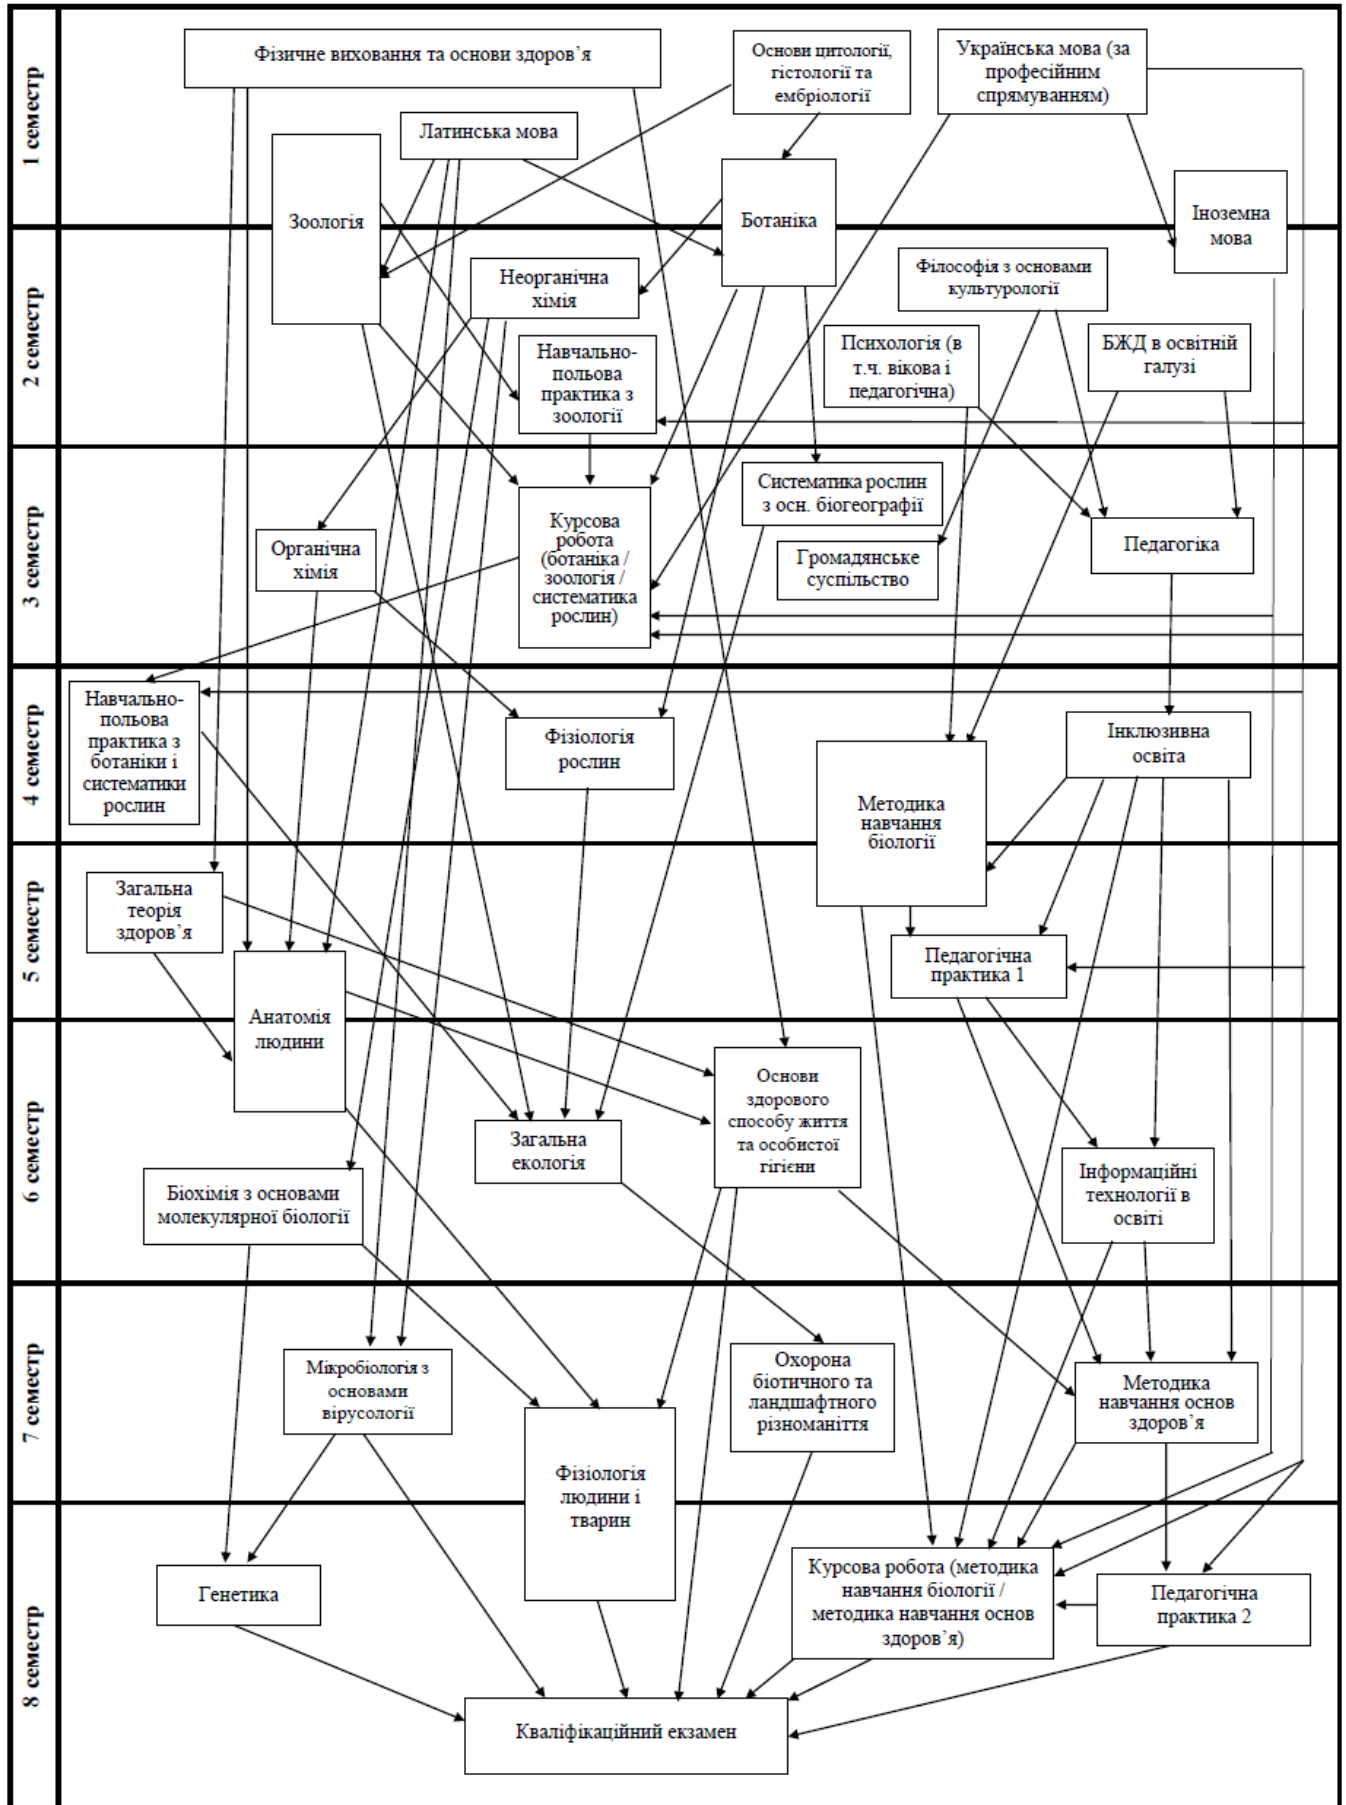 1 семестр
Фізичне виховання та основи здоров’я
Основи цитології,
гістології та
ембріології
Українська мова (за
професійним
спрямуванням)
Латинська мова
Зоологія
Ботаніка
Іноземна
мова
2 семестр
Неорганічна
хімія
Філософія з основами
культурології
Навчально-
польова
практика з
зоології
Психологія (в
т.ч. вікова і
педагогічна)
БЖД в освітній
галузі
3 семестр
Систематика рослин
з осн. біогеографії
Курсова
робота
(ботаніка /
зоологія /
систематика
рослин)
Органічна
хімія
Громадянське
суспільство
Педагогіка
4 семестр
Навчально-
польова
практика з
ботаніки і
систематики
рослин
Фізіологія
рослин
Інклюзивна
освіта
Методика
навчання
біології
5 семестр
Загальна
теорія
здоров’я
Педагогічна
практика 1
Анатомія
людини
6 семестр
Основи
здорового
способу життя
та особистої
гігієни
Загальна
екологія
Інформаційні
технології в
освіті
Біохімія з основами
молекулярної біології
7 семестр
Мікробіологія з
основами
вірусології
Охорона
біотичного та
ландшафтного
різноманіття
Методика
навчання основ
здоров’я
Фізіологія
людини і
тварин
8 семестр
Генетика
Курсова робота (методика
навчання біології /
методика навчання основ
здоров’я)
Педагогічна
практика 2
Кваліфікаційний екзамен